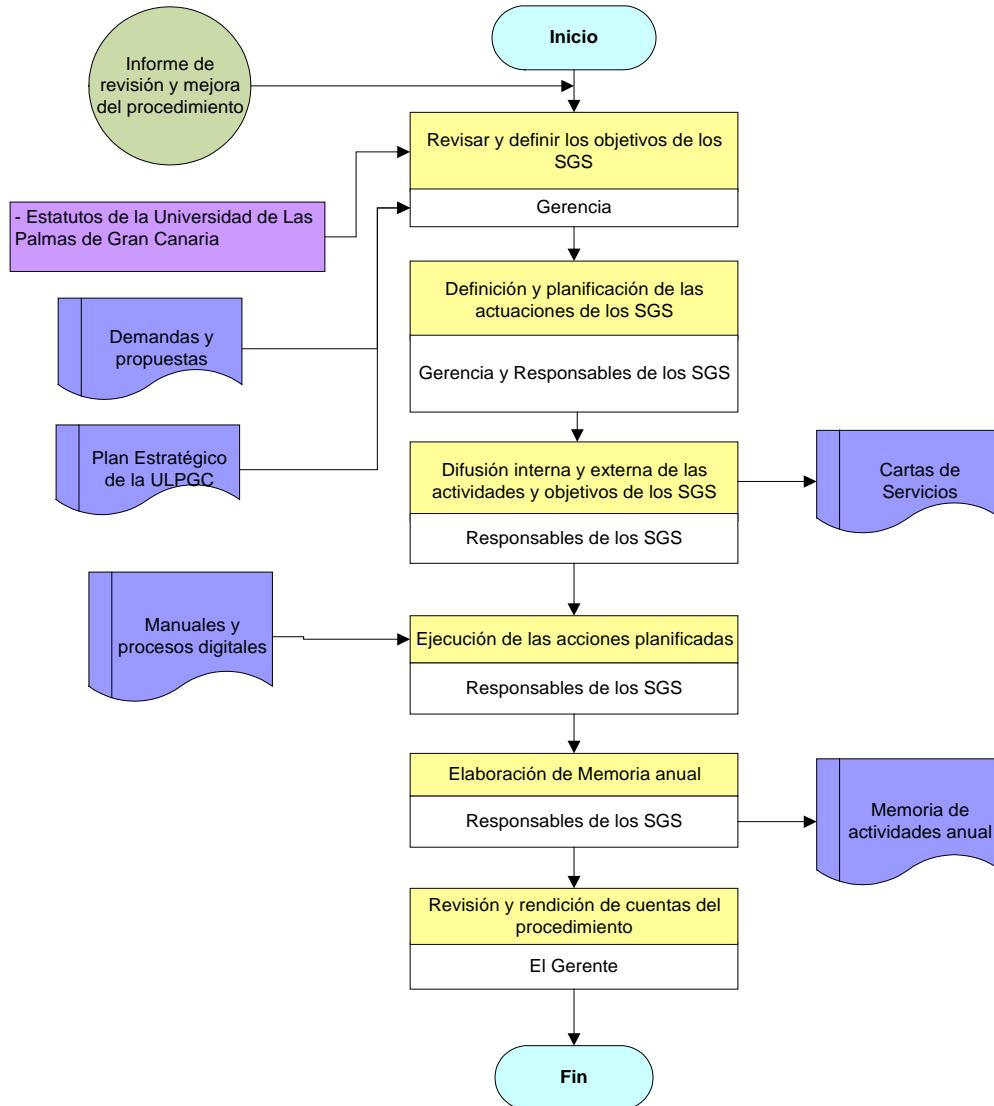 Inicio
Informe de
revisión y mejora
del procedimiento
Revisar y definir los objetivos de los
SGS
Gerencia
- Estatutos de la Universidad de Las
Palmas de Gran Canaria
Definición y planificación de las
actuaciones de los SGS
Gerencia y Responsables de los SGS
Demandas y
propuestas
Plan Estratégico
de la ULPGC
Difusión interna y externa de las
actividades y objetivos de los SGS
Responsables de los SGS
Cartas de
Servicios
Manuales y
procesos digitales
Ejecución de las acciones planificadas
Responsables de los SGS
Elaboración de Memoria anual
Responsables de los SGS
Memoria de
actividades anual
Revisión y rendición de cuentas del
procedimiento
El Gerente
Fin